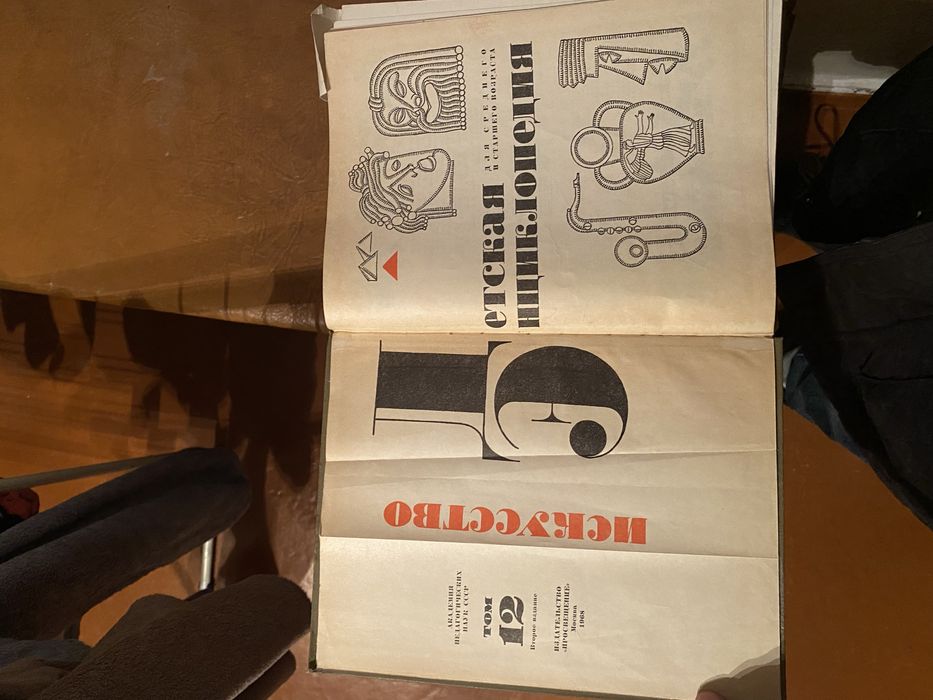 АКАДЕМИЯ
ПЕДАГОГИЧЕСКИХ
НАУК СССР
ТОМ
12
Второе издание
ИЗДАТЕЛЬСТВО
«ПРОСВЕЩЕНИЕ»
Москва
1968
ИСКУССТВО
Детская для среднего
и старшего возраста
Энциклопедия